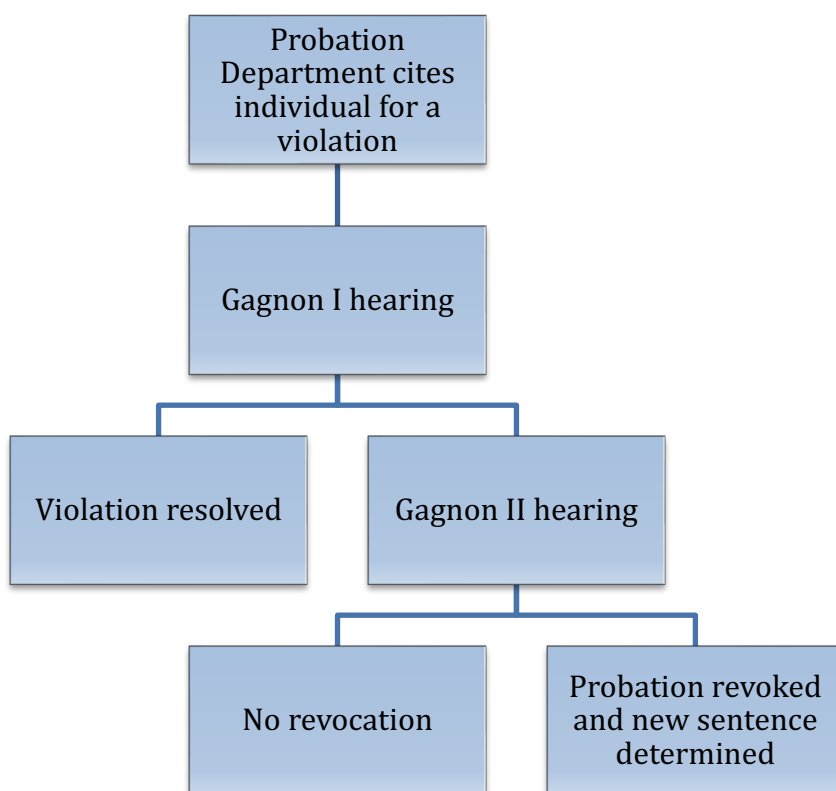 Probation
Department cites
individual for a
violation
Gagnon I hearing
Violation resolved
Gagnon II hearing
No revocation
Probation revoked
and new sentence
determined